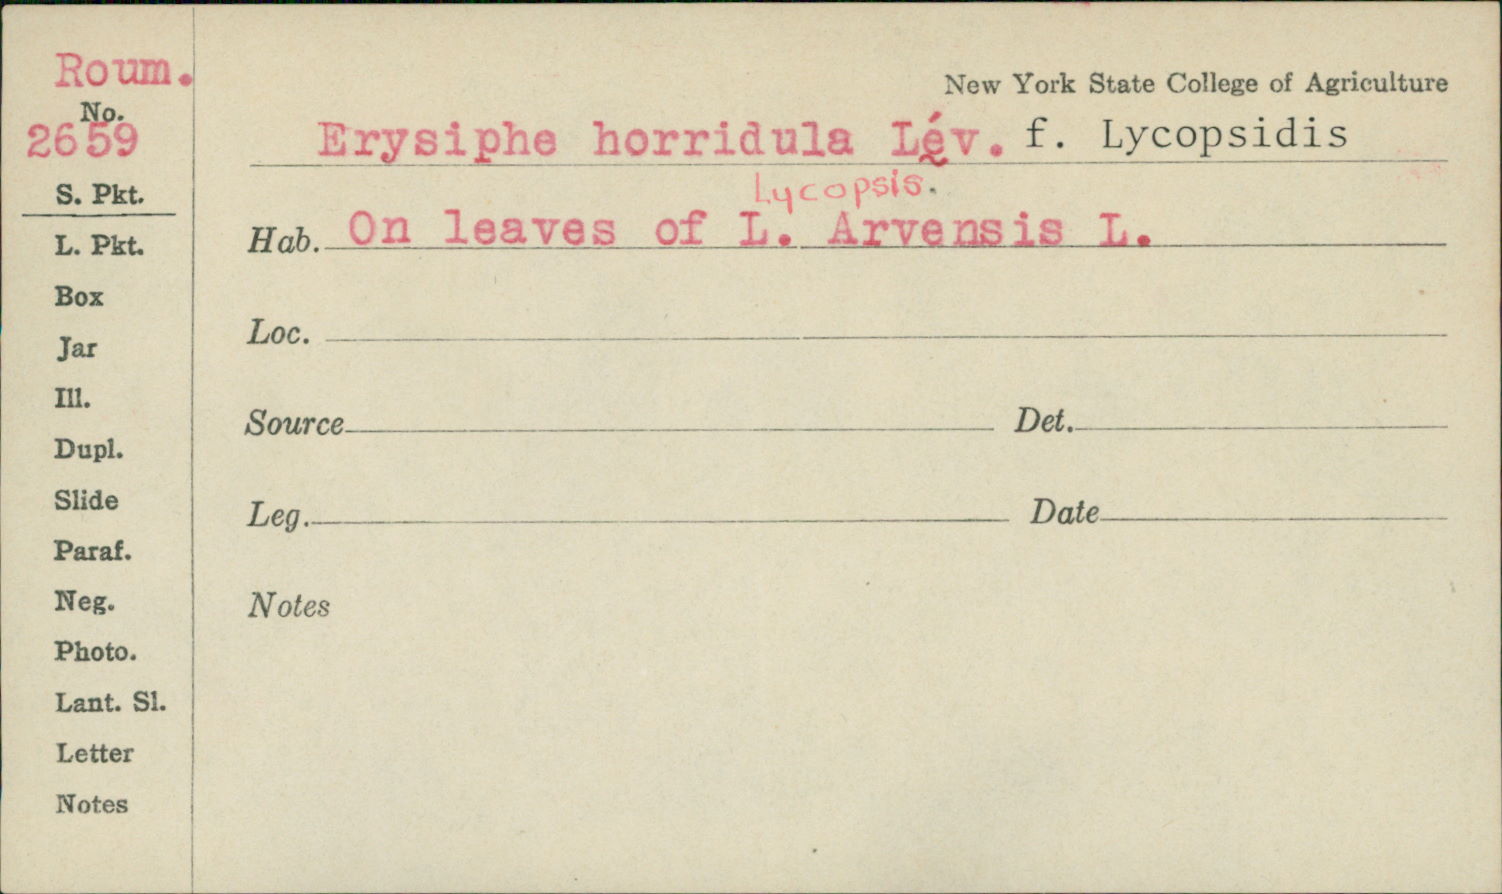 Roum.
No.
2659
S. Pkt.
L. Pkt.
Box
Jar
Ill.
Dupl.
Slide
Paraf.
Neg.
Photo.
Lant. Sl.
Letter
Notes
New York State College of Agriculture
Erysiphe horridula Lév. f. Lycopsidis
Lycopsis.
Hab. On leaves of L. Arvensis L.
Loc.
Source Det.
Leg. Date
Notes